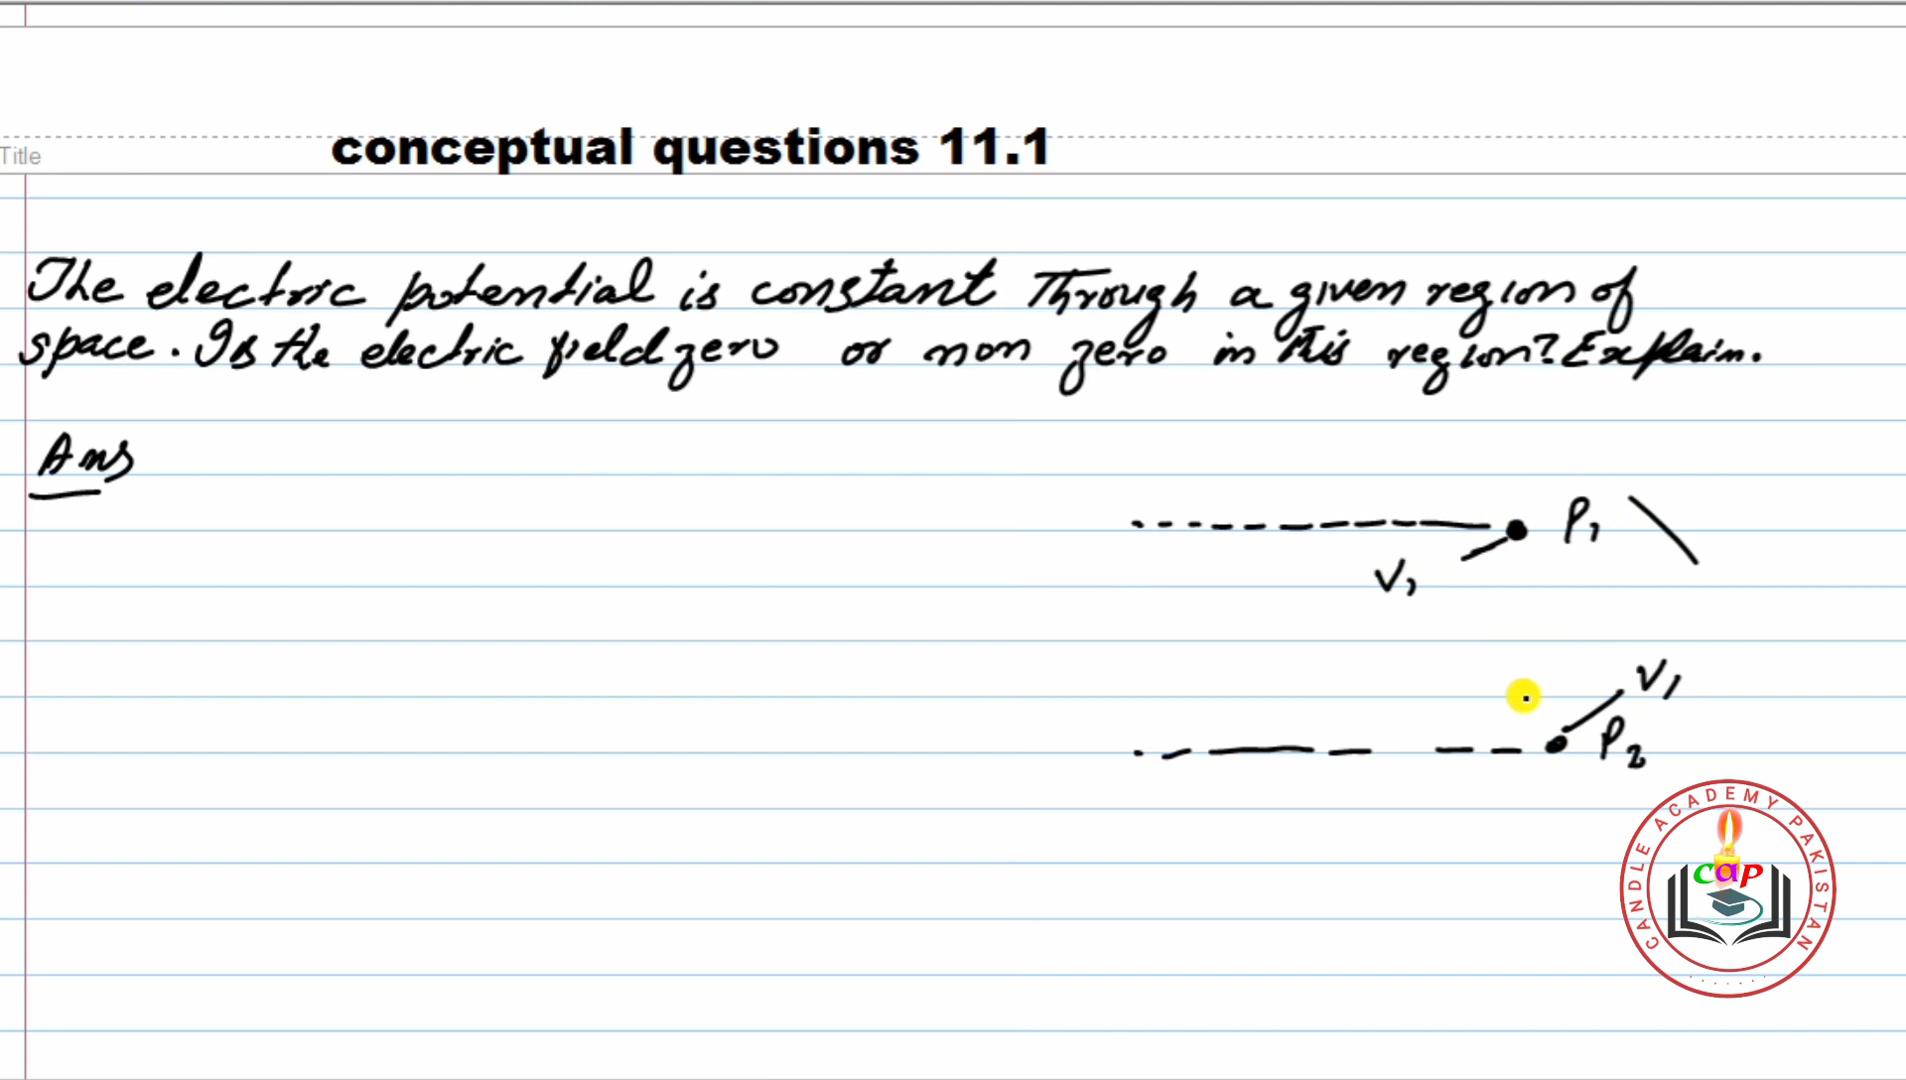 Title
conceptual questions 11.1
The electric potential is constant Through a given region of
space. Is the electric field zero or non zero in this region? Explain.
Ans
P1
V1
V1
P2
CANDLE ACADEMY PAKISTAN
cap